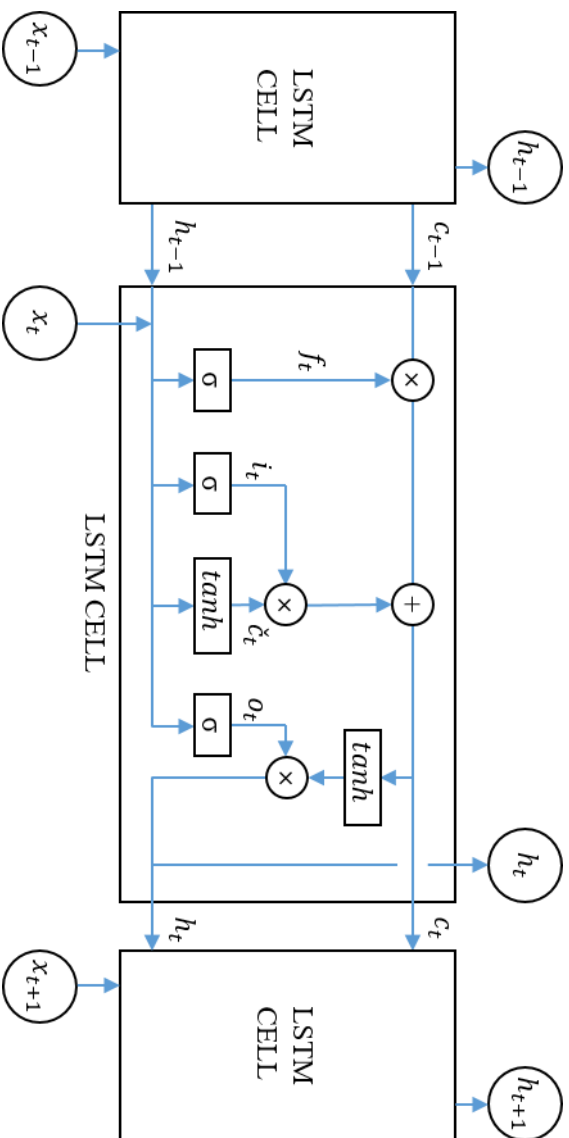 h_{t-1}
h_t
h_{t+1}
c_{t-1}
c_t
LSTM
CELL
×
+
tanh
LSTM
CELL
f_t
i_t
×
č_t
o_t
×
σ
σ
tanh
σ
h_{t-1}
h_t
LSTM CELL
x_{t-1}
x_t
x_{t+1}